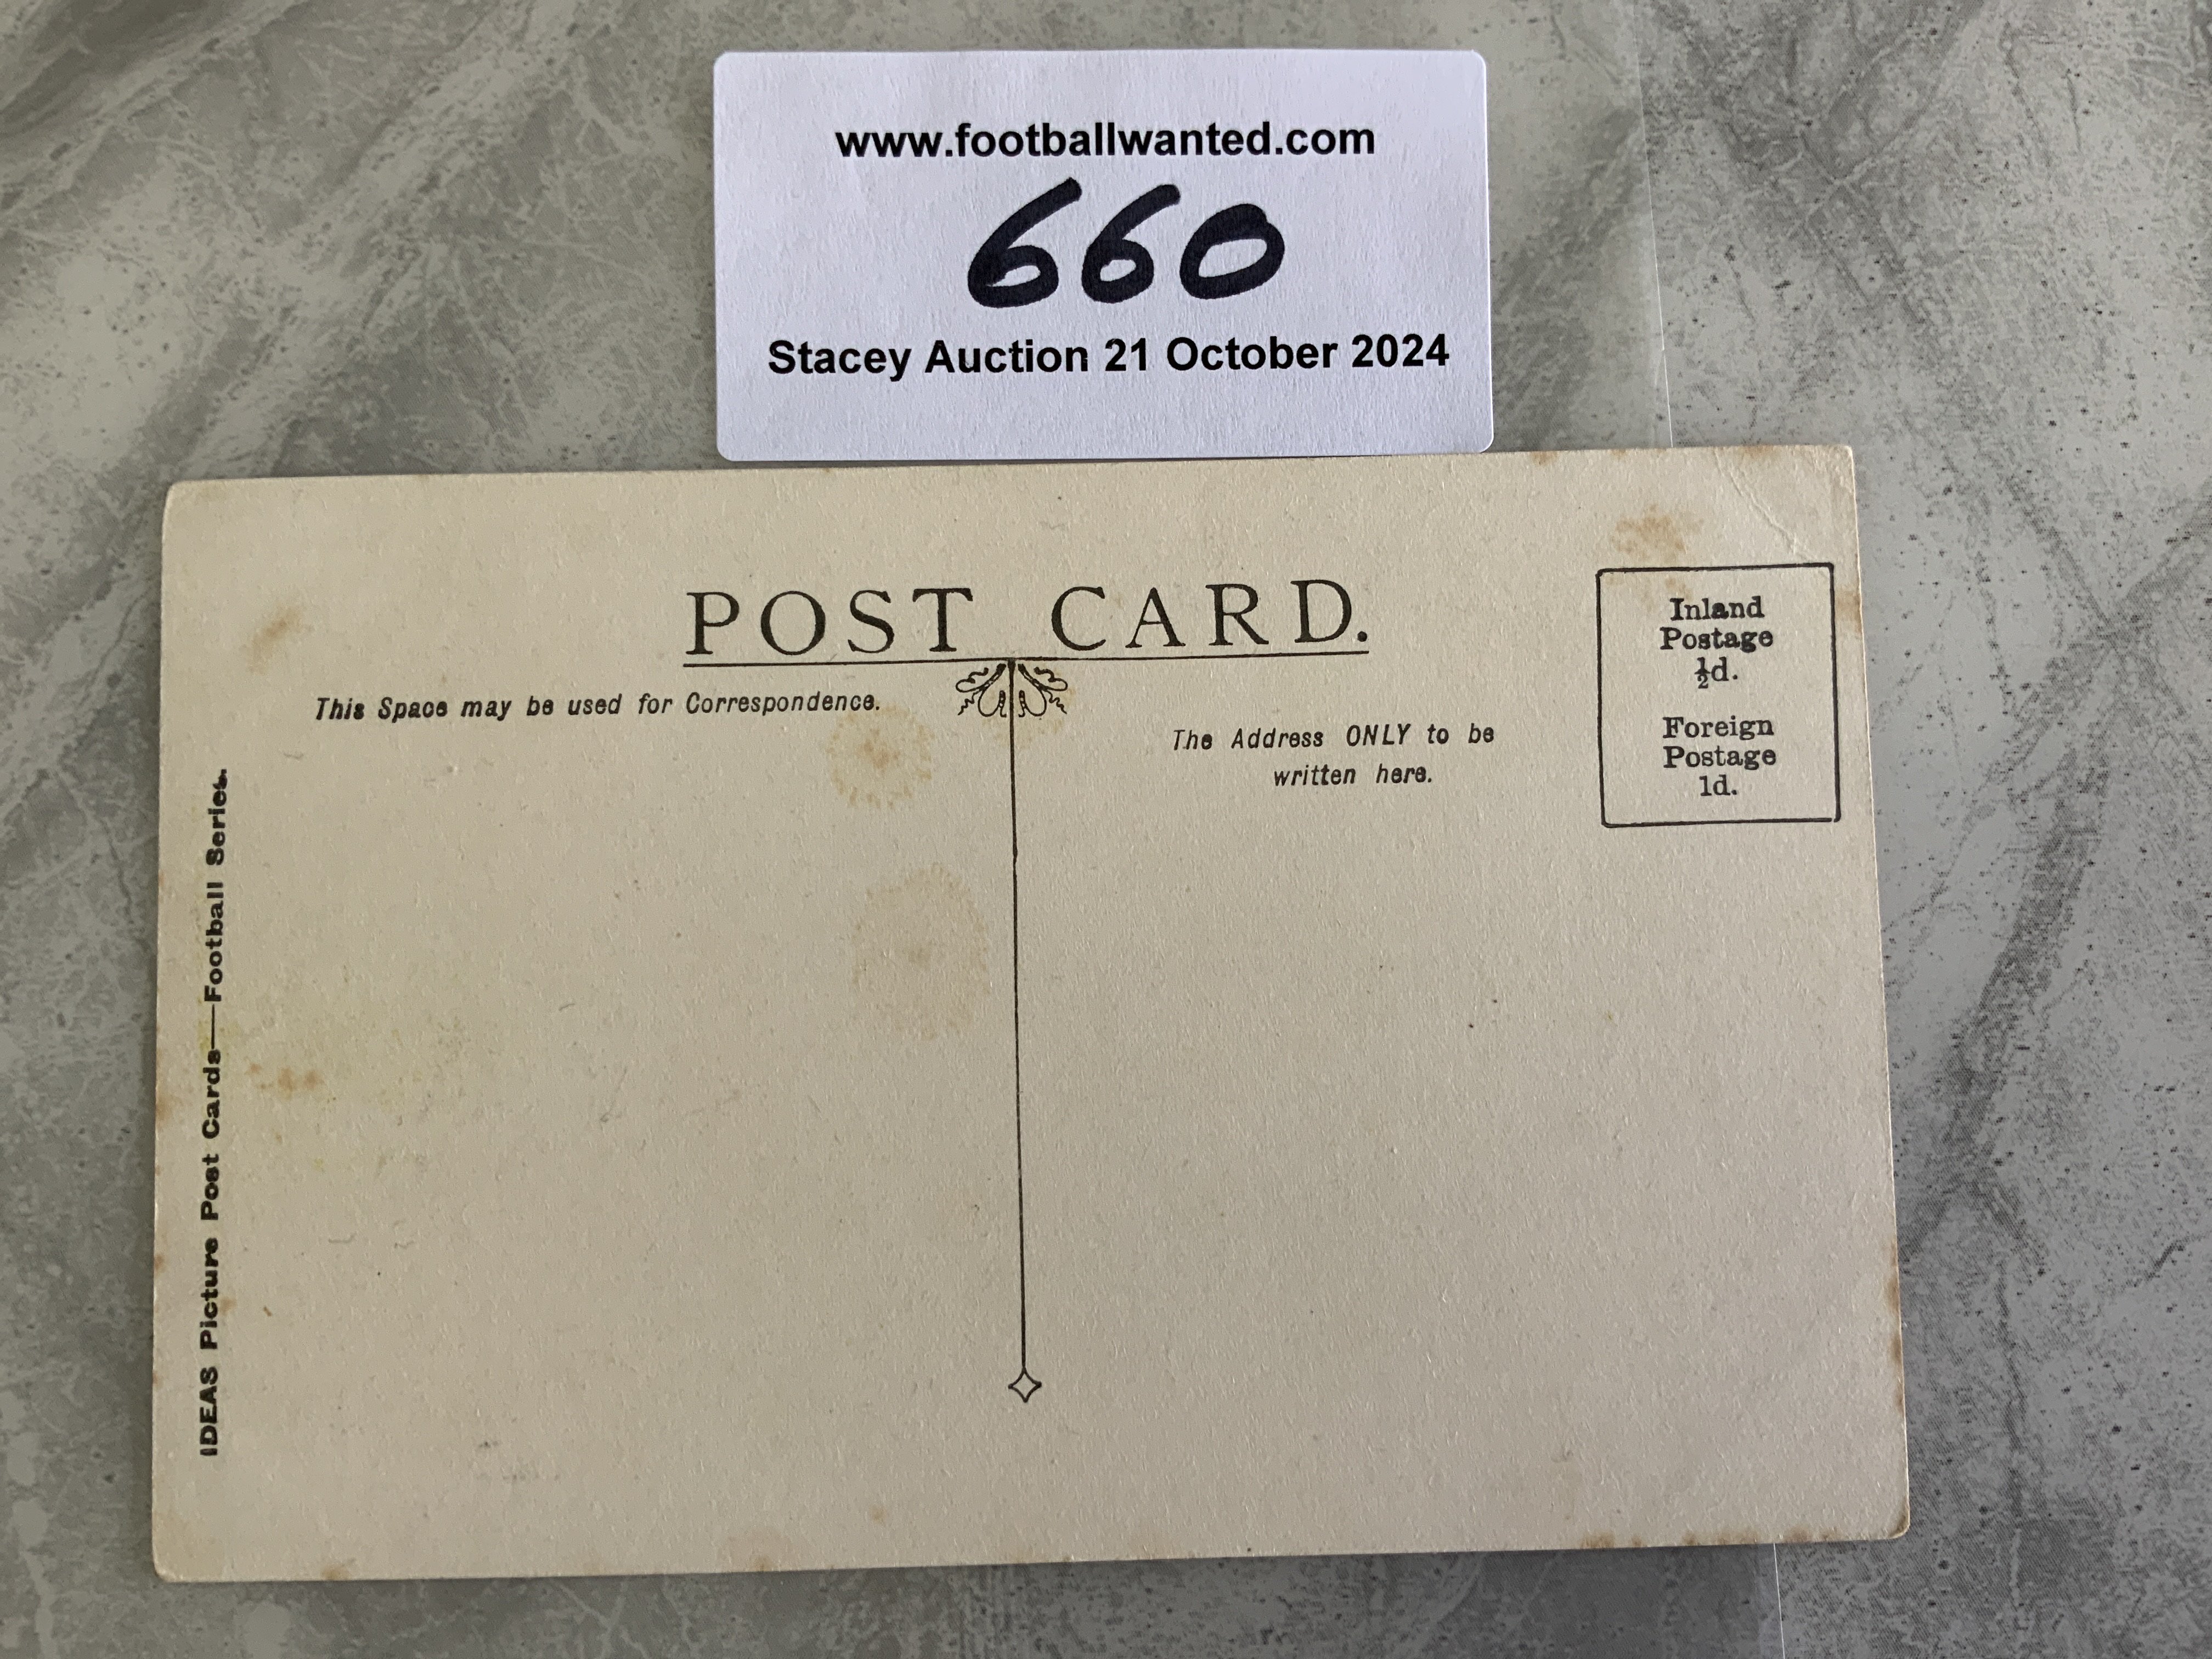 www.footballwanted.com
660
Stacey Auction 21 October 2024
POST CARD.
This Space may be used for Correspondence.
The Address ONLY to be
written here.
Inland
Postage
½d.
Foreign
Postage
1d.
IDEAS Picture Post Cards—Football Series.